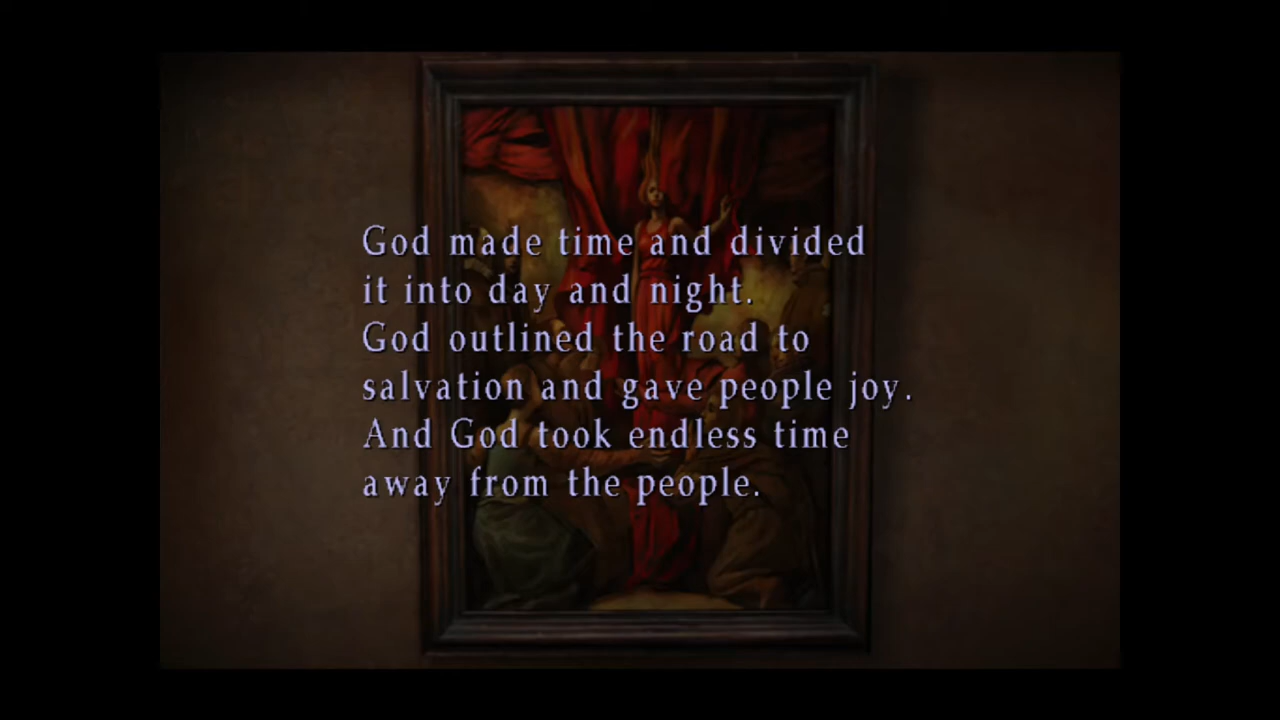 God made time and divided
it into day and night.
God outlined the road to
salvation and gave people joy.
And God took endless time
away from the people.